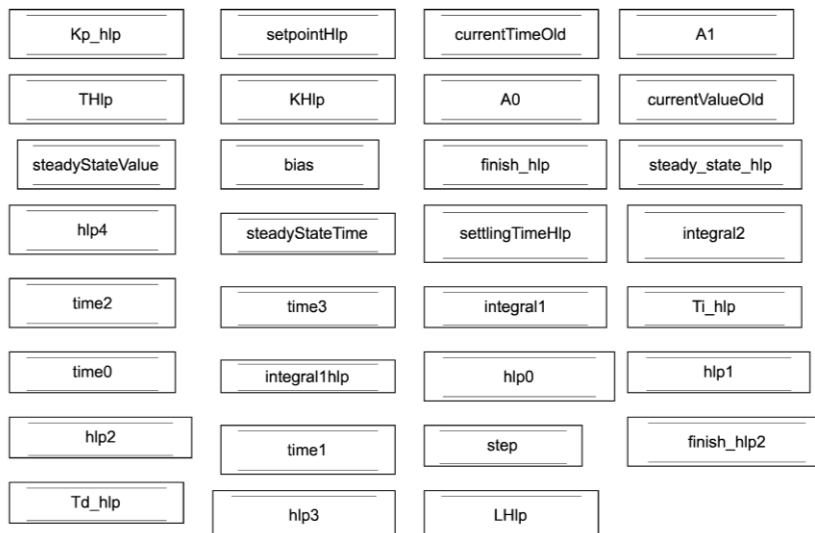 Kp_hlp
setpointHlp
currentTimeOld
A1
THlp
KHlp
A0
currentValueOld
steadyStateValue
bias
finish_hlp
steady_state_hlp
hlp4
steadyStateTime
settlingTimeHlp
integral2
time2
time3
integral1
Ti_hlp
time0
integral1hlp
hlp0
hlp1
hlp2
time1
step
finish_hlp2
Td_hlp
hlp3
LHlp